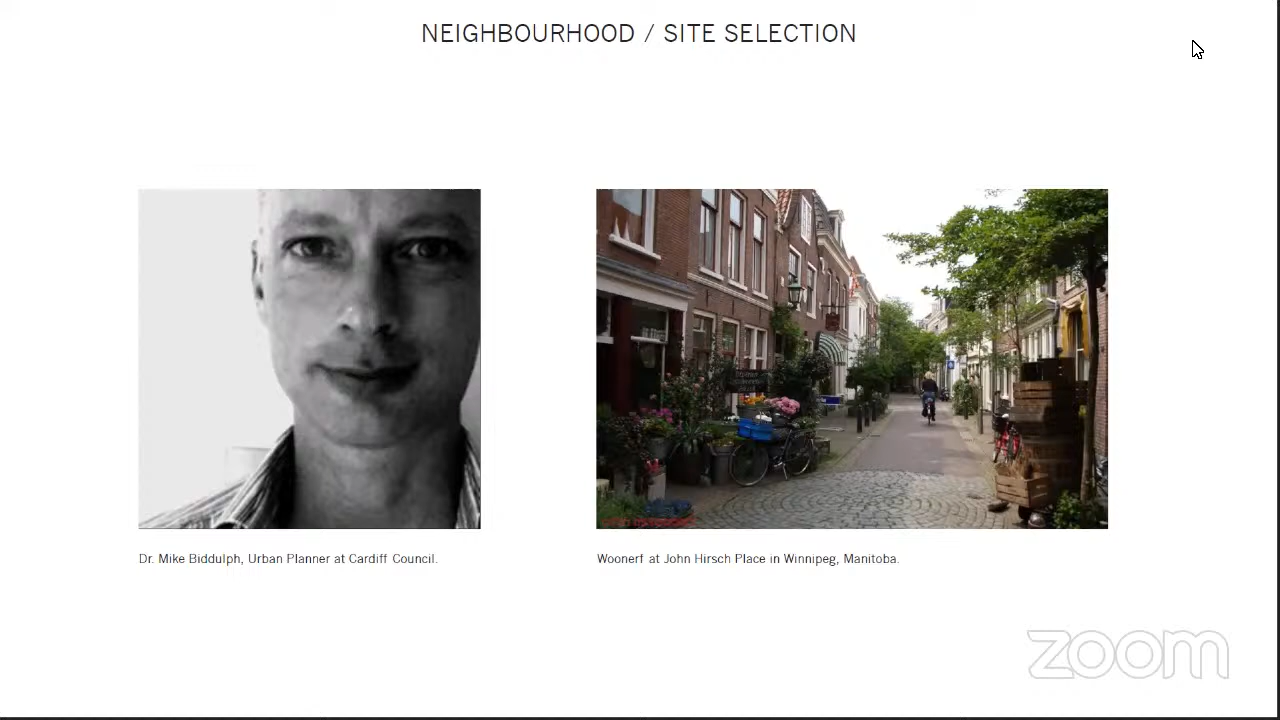 NEIGHBOURHOOD / SITE SELECTION
Dr. Mike Biddulph, Urban Planner at Cardiff Council.
Woonerf at John Hirsch Place in Winnipeg, Manitoba.
zoom